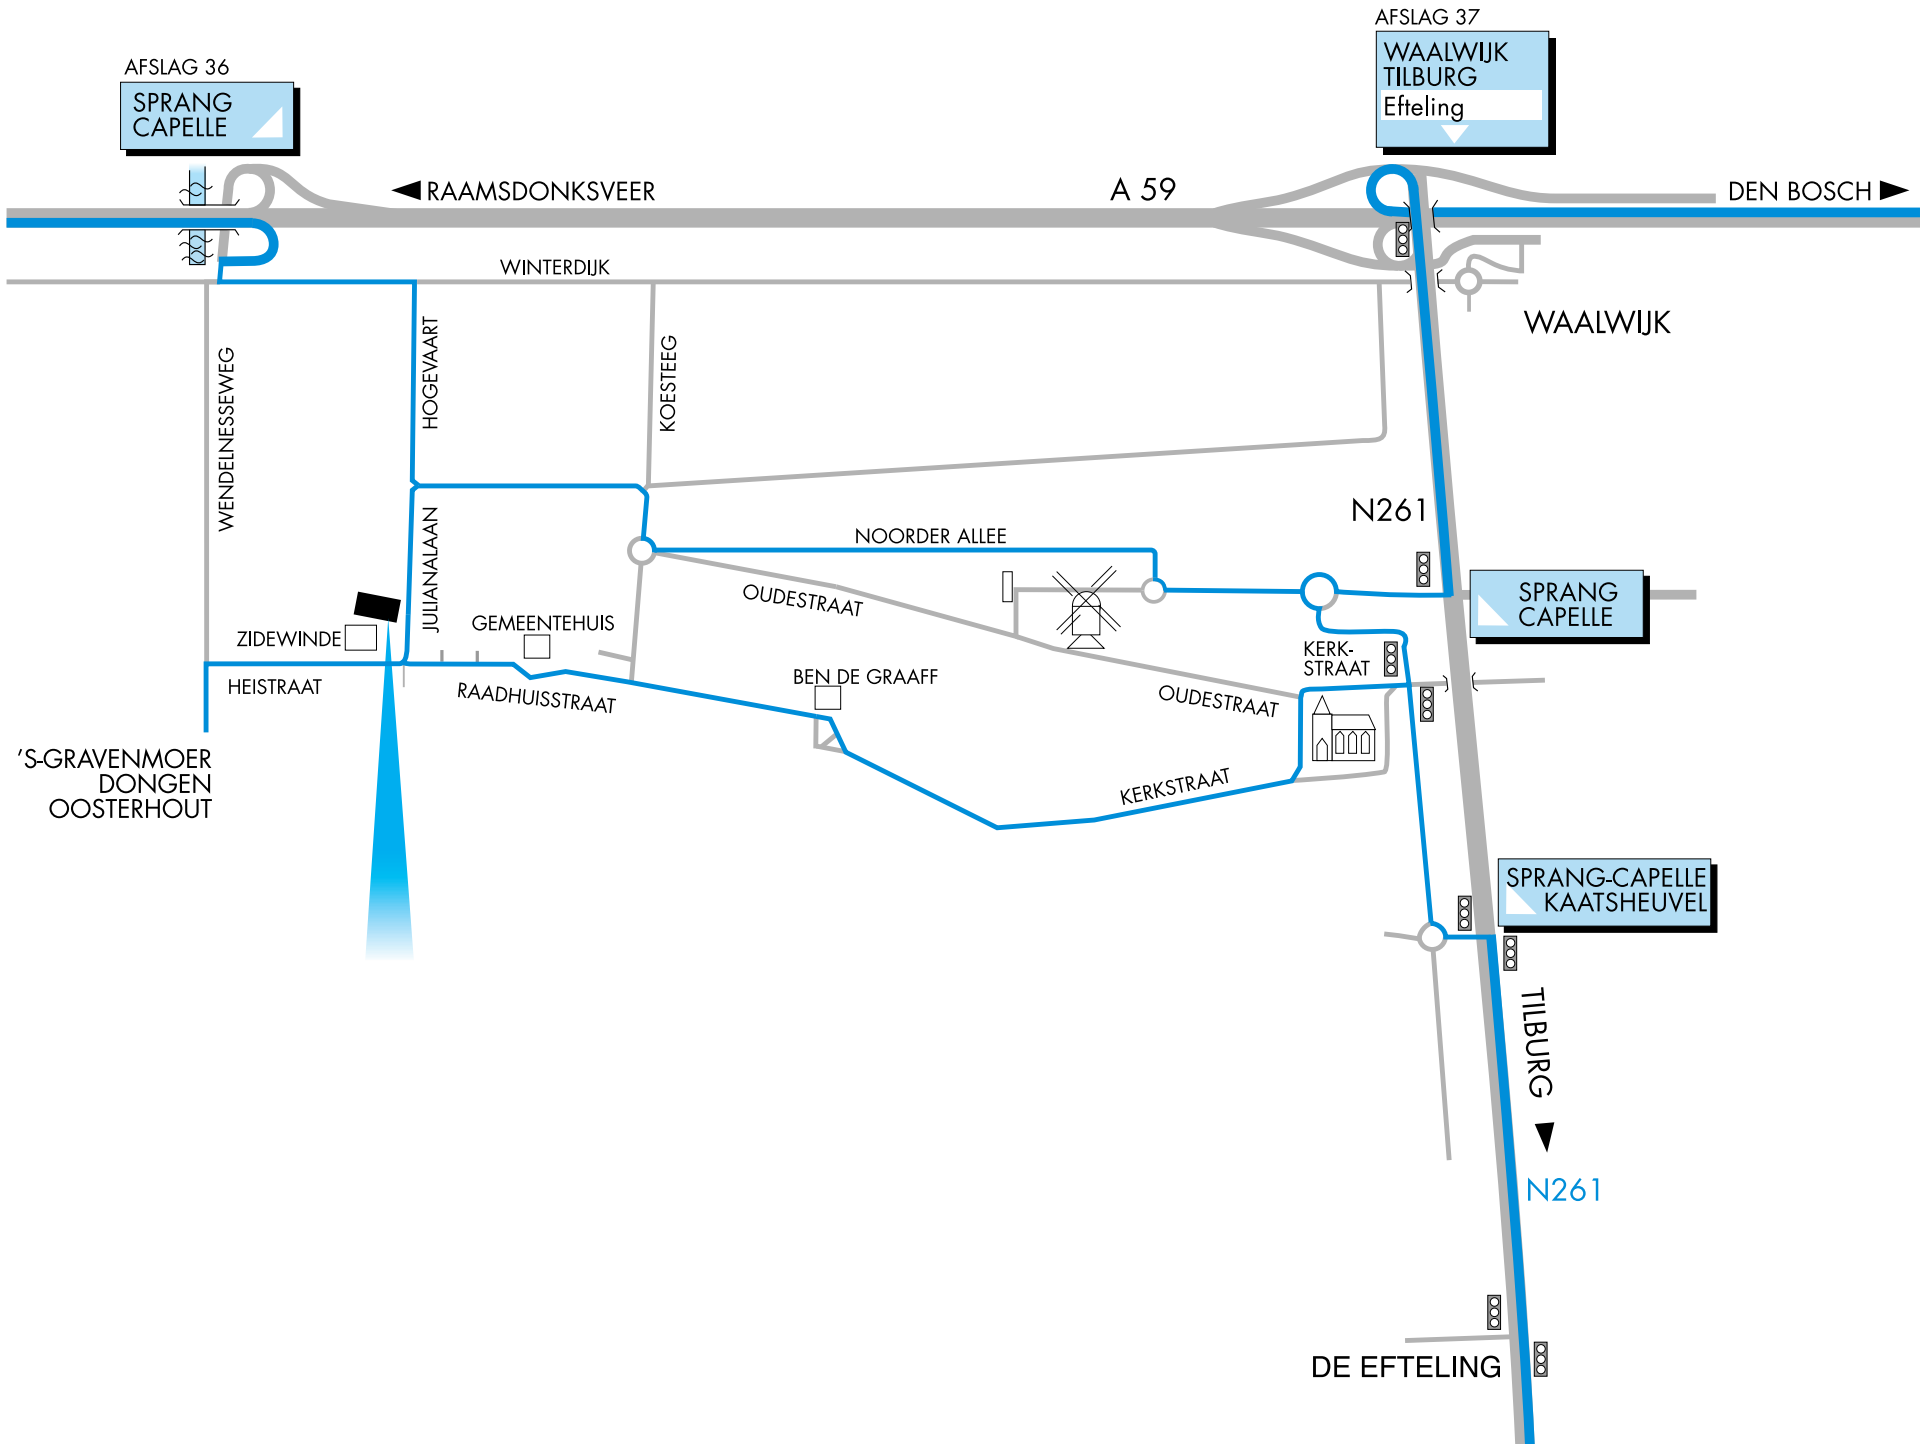 AFSLAG 37
WAALWIJK
TILBURG
Efteling
AFSLAG 36
SPRANG
CAPELLE
RAAMSDONKSVEER
A 59
DEN BOSCH
WINTERDIJK
WAALWIJK
WENDELNESSEWEG
HOGEVAART
KOESTEEG
N261
NOORDER ALLEE
JULIANALAAN
OUDESTRAAT
SPRANG
CAPELLE
ZIDEWINDE
GEMEENTEHUIS
KERK-
STRAAT
HEISTRAAT
RAADHUISSTRAAT
BEN DE GRAAFF
OUDESTRAAT
'S-GRAVENMOER
DONGEN
OOSTERHOUT
KERKSTRAAT
SPRANG-CAPELLE
KAATSHEUVEL
TILBURG
N261
DE EFTELING